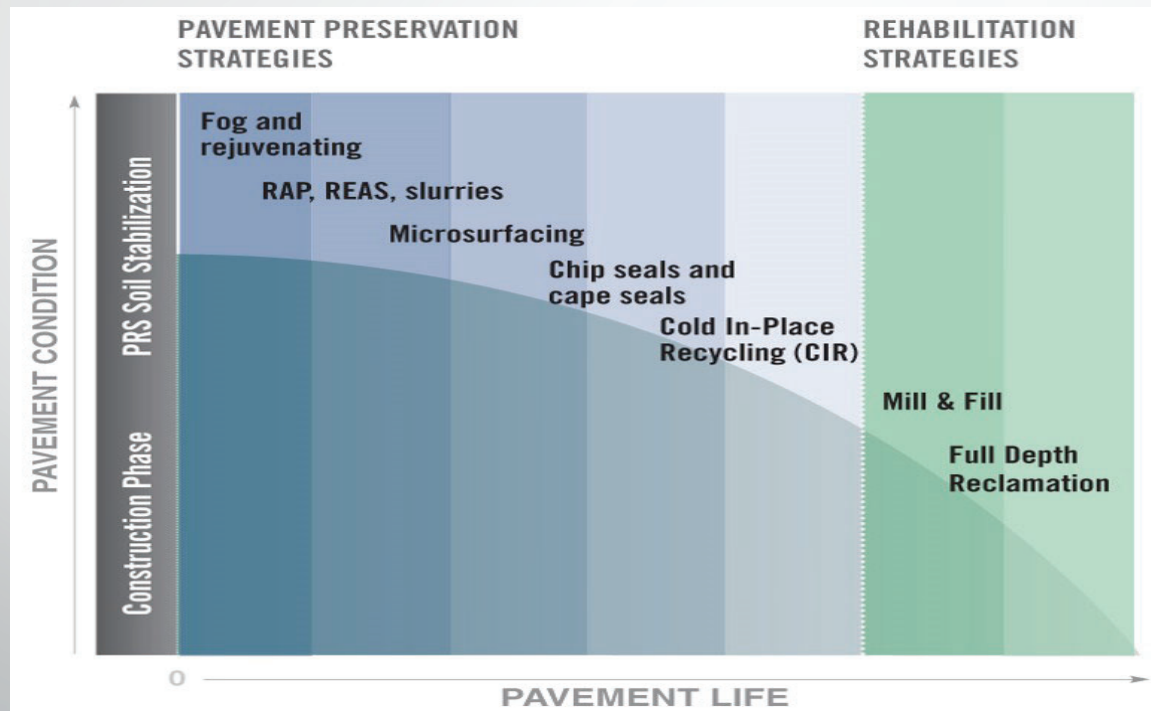 PAVEMENT PRESERVATION
STRATEGIES
REHABILITATION
STRATEGIES
PAVEMENT CONDITION
PRS Soil Stabilization
Construction Phase
Fog and
rejuvenating
RAP, REAS, slurries
Microsurfacing
Chip seals and
cape seals
Cold In-Place
Recycling (CIR)
Mill & Fill
Full Depth
Reclamation
0
PAVEMENT LIFE